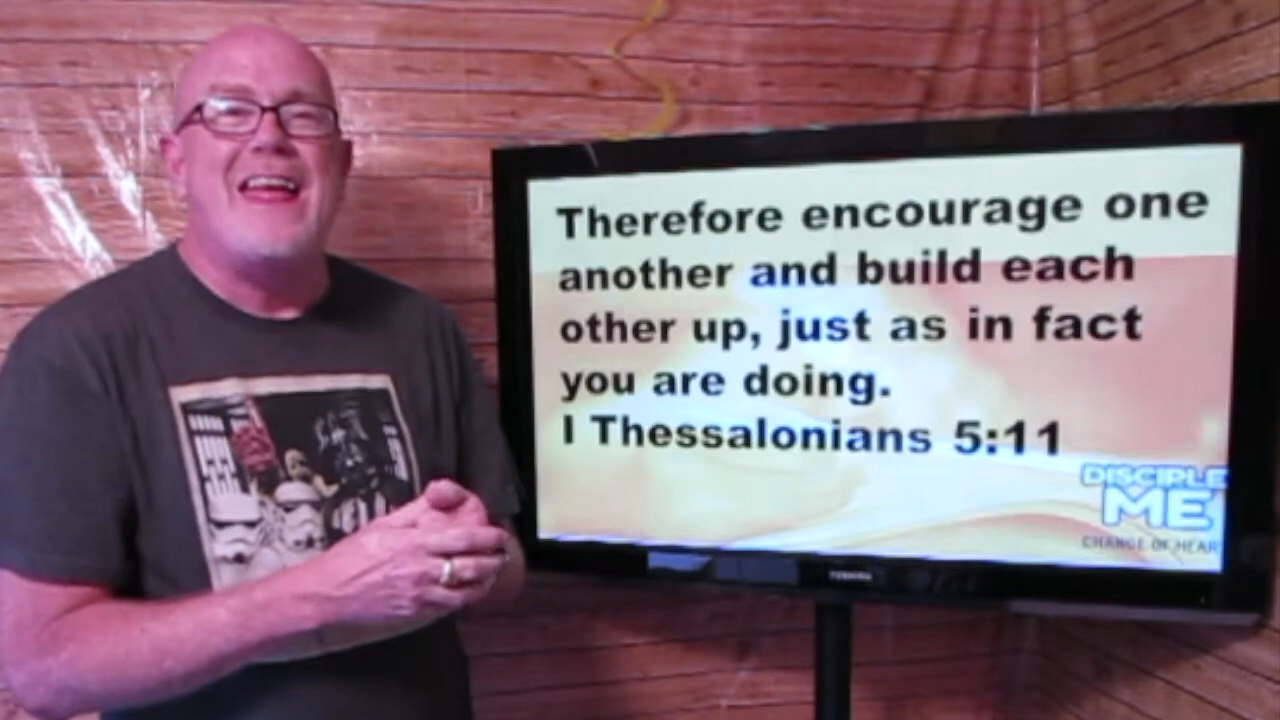 Therefore encourage one
another and build each
other up, just as in fact
you are doing.
I Thessalonians 5:11
DISCIPLE
ME
CHANGE OF HEAR
TOSHIBA